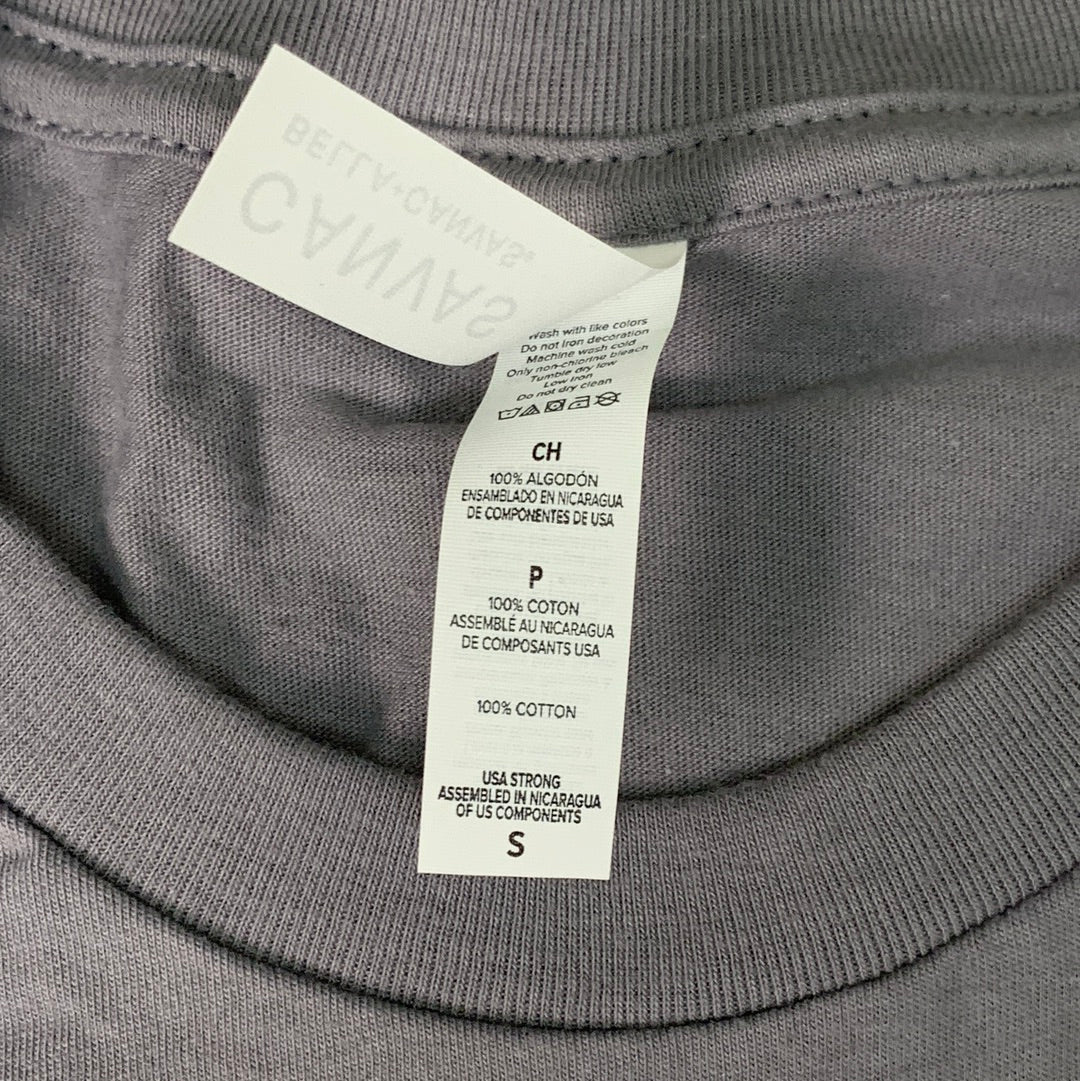 BELLA+CANVAS®
CANVAS
Wash with like colors
Do not iron decoration
Machine wash cold
Only non-chlorine bleach
Tumble dry low
Low iron
Do not dry clean
CH
100% ALGODÓN
ENSAMBLADO EN NICARAGUA
DE COMPONENTES DE USA
P
100% COTON
ASSEMBLÉ AU NICARAGUA
DE COMPOSANTS USA
100% COTTON
USA STRONG
ASSEMBLED IN NICARAGUA
OF US COMPONENTS
S